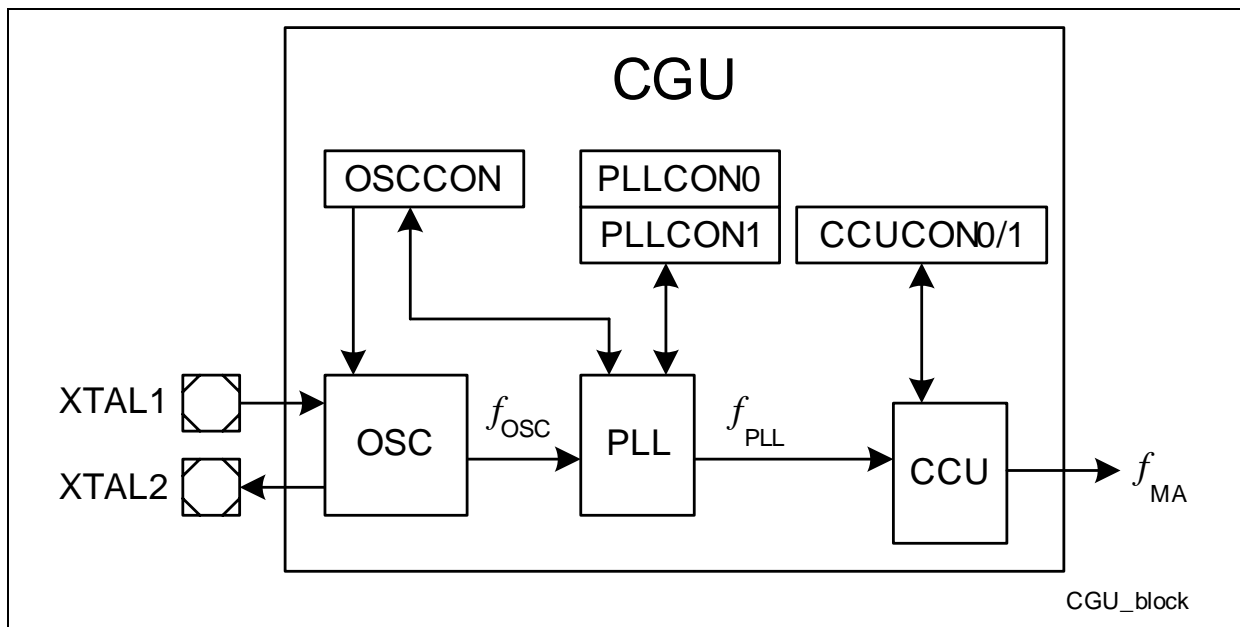 CGU
OSCCON
PLLCON0
PLLCON1
CCUCON0/1
XTAL1
XTAL2
OSC
fOSC
PLL
fPLL
CCU
fMA
CGU_block